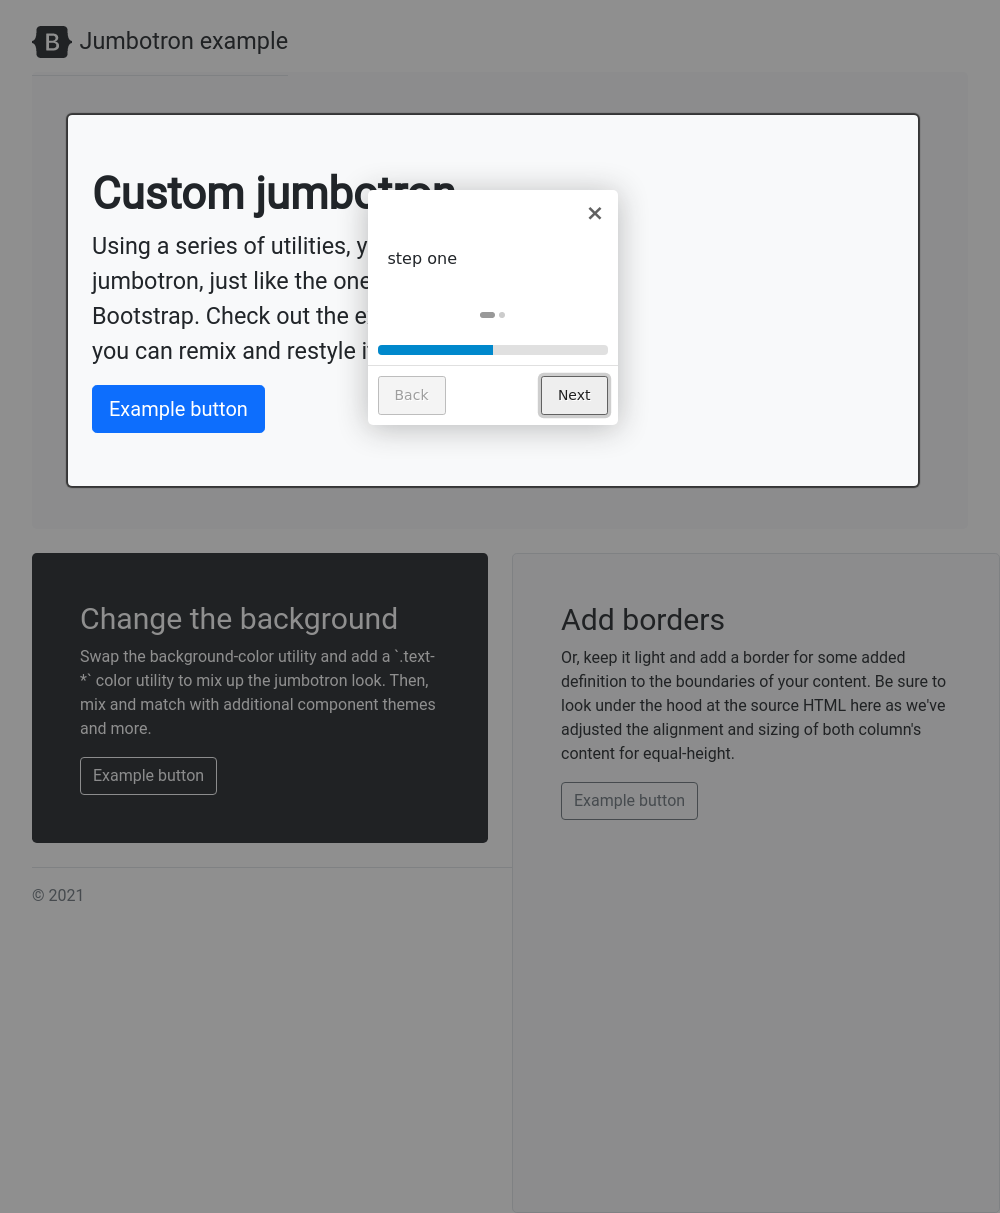 B Jumbotron example
Custom jumbotron
Using a series of utilities, y
jumbotron, just like the one
Bootstrap. Check out the e
you can remix and restyle i
Example button
×
step one
Back
Next
Change the background
Swap the background-color utility and add a `.text-
*` color utility to mix up the jumbotron look. Then,
mix and match with additional component themes
and more.
Example button
Add borders
Or, keep it light and add a border for some added
definition to the boundaries of your content. Be sure to
look under the hood at the source HTML here as we've
adjusted the alignment and sizing of both column's
content for equal-height.
Example button
© 2021